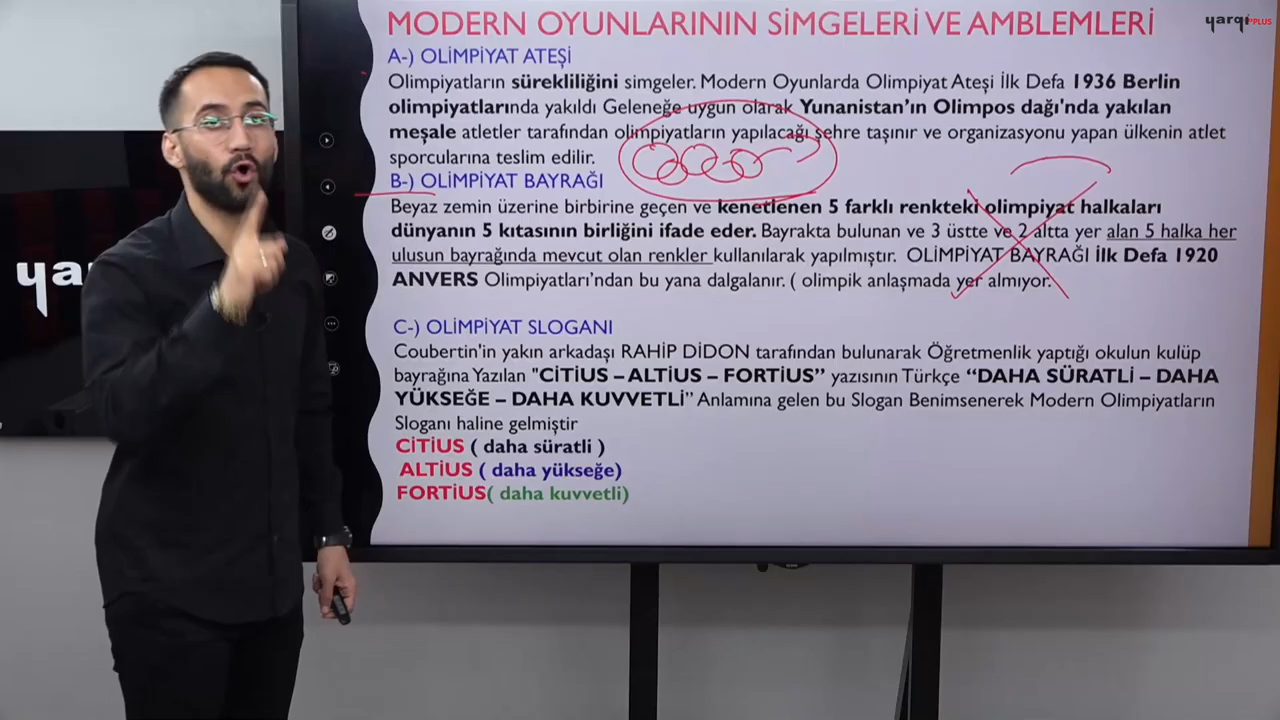 yarqı PLUS
MODERN OYUNLARININ SİMGELERİ VE AMBLEMLERİ
A-) OLİMPİYAT ATEŞİ
Olimpiyatların sürekliliğini simgeler. Modern Oyunlarda Olimpiyat Ateşi İlk Defa 1936 Berlin
olimpiyatlarında yakıldı Geleneğe uygun olarak Yunanistan'ın Olimpos dağı'nda yakılan
meşale atletler tarafından olimpiyatların yapılacağı şehre taşınır ve organizasyonu yapan ülkenin atlet
sporcularına teslim edilir.
B-) OLİMPİYAT BAYRAĞI
Beyaz zemin üzerine birbirine geçen ve kenetlenen 5 farklı renkteki olimpiyat halkaları
dünyanın 5 kıtasının birliğini ifade eder. Bayrakta bulunan ve 3 üstte ve 2 altta yer alan 5 halka her
ulusun bayrağında mevcut olan renkler kullanılarak yapılmıştır. OLİMPİYAT BAYRAĞI İlk Defa 1920
ANVERS Olimpiyatları'ndan bu yana dalgalanır. ( olimpik anlaşmada yer almıyor.
C-) OLİMPİYAT SLOGANI
Coubertin'in yakın arkadaşı RAHİP DİDON tarafından bulunarak Öğretmenlik yaptığı okulun kulüp
bayrağına Yazılan "CİTİUS – ALTİUS – FORTİUS" yazısının Türkçe "DAHA SÜRATLİ – DAHA
YÜKSEĞE – DAHA KUVVETLİ" Anlamına gelen bu Slogan Benimsenerek Modern Olimpiyatların
Sloganı haline gelmiştir
CİTİUS ( daha süratli )
ALTİUS ( daha yükseğe)
FORTİUS( daha kuvvetli)
yar